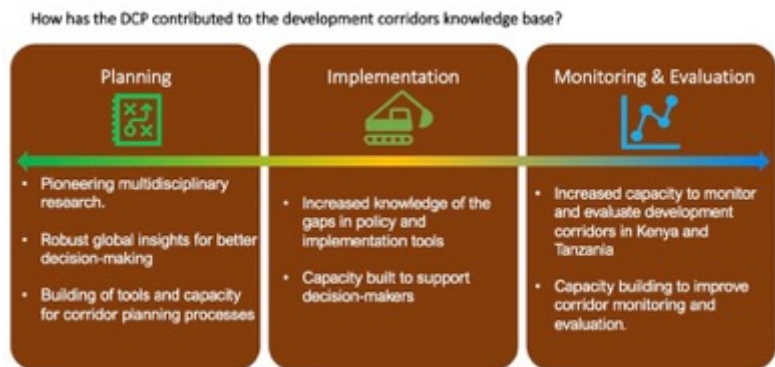 How has the DCP contributed to the development corridors knowledge base?
Planning
• Pioneering multidisciplinary
research.
• Robust global insights for better
decision-making
• Building of tools and capacity
for corridor planning processes
Implementation
• Increased knowledge of the
gaps in policy and
implementation tools
• Capacity built to support
decision-makers
Monitoring & Evaluation
• Increased capacity to monitor
and evaluate development
corridors in Kenya and
Tanzania
• Capacity building to improve
corridor monitoring and
evaluation.